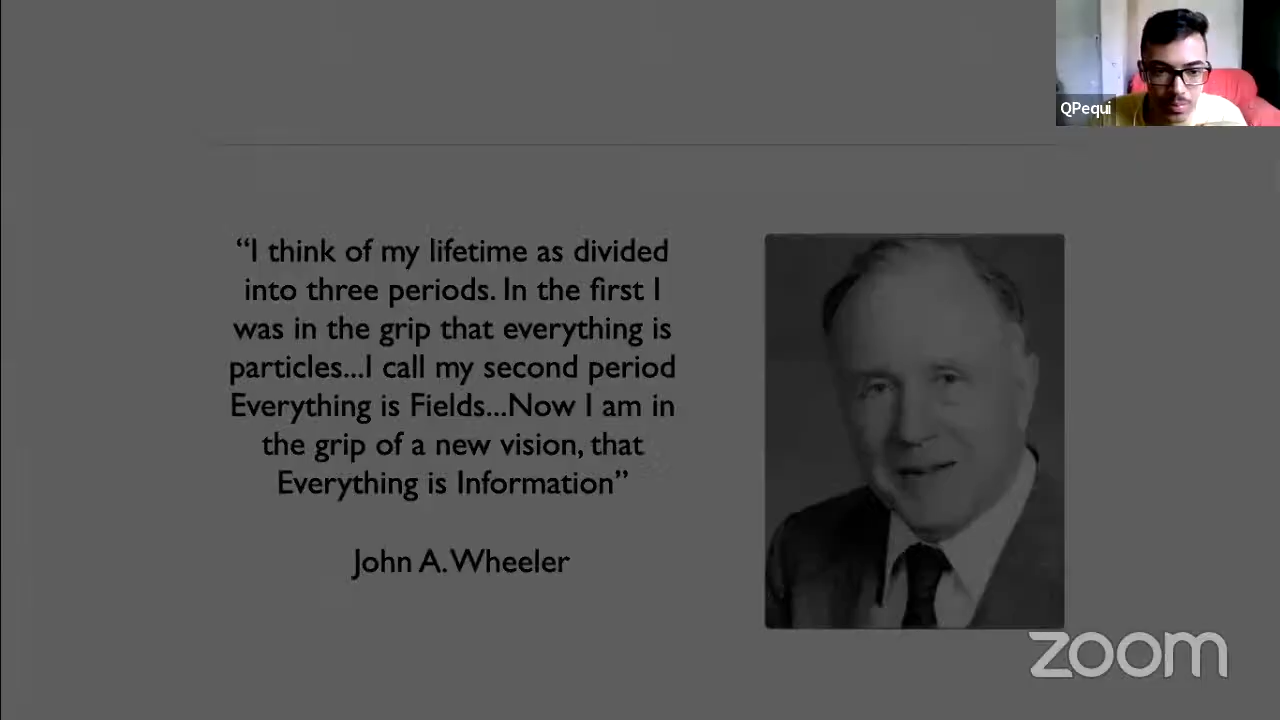 QPequi
“I think of my lifetime as divided
into three periods. In the first I
was in the grip that everything is
particles...I call my second period
Everything is Fields...Now I am in
the grip of a new vision, that
Everything is Information”
John A. Wheeler
zoom